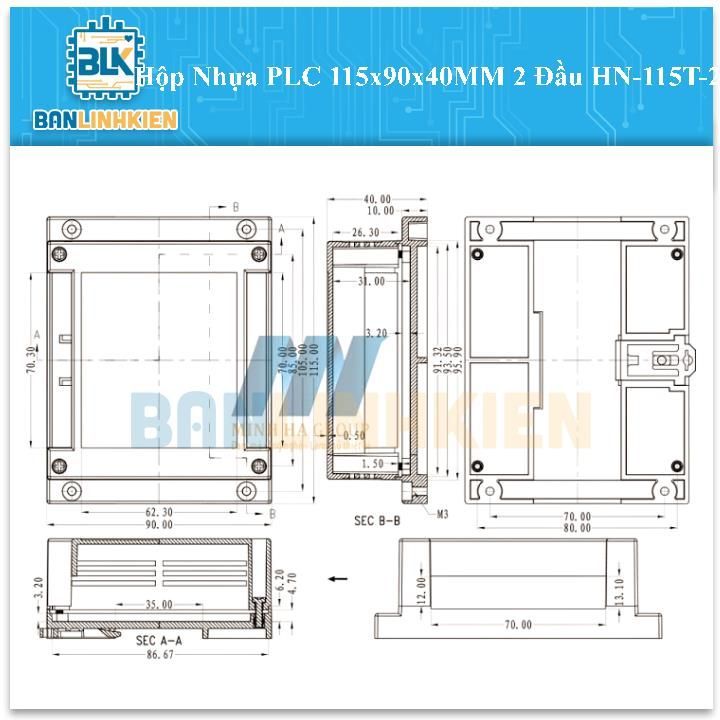 BLK
BANLINHKIEN
Hộp Nhựa PLC 115x90x40MM 2 Đầu HN-115T-2
40.00
10.00
26.30
31.00
3.20
0.50
1.50
M3
SEC B-B
B
A
A
B
70.30
70.00
85.00
105.00
115.00
62.30
90.00
91.32
93.50
95.90
70.00
80.00
BANLINHKIEN
MINH HA GROUP
3.20
35.00
6.20
4.70
SEC A-A
86.67
12.00
13.10
70.00